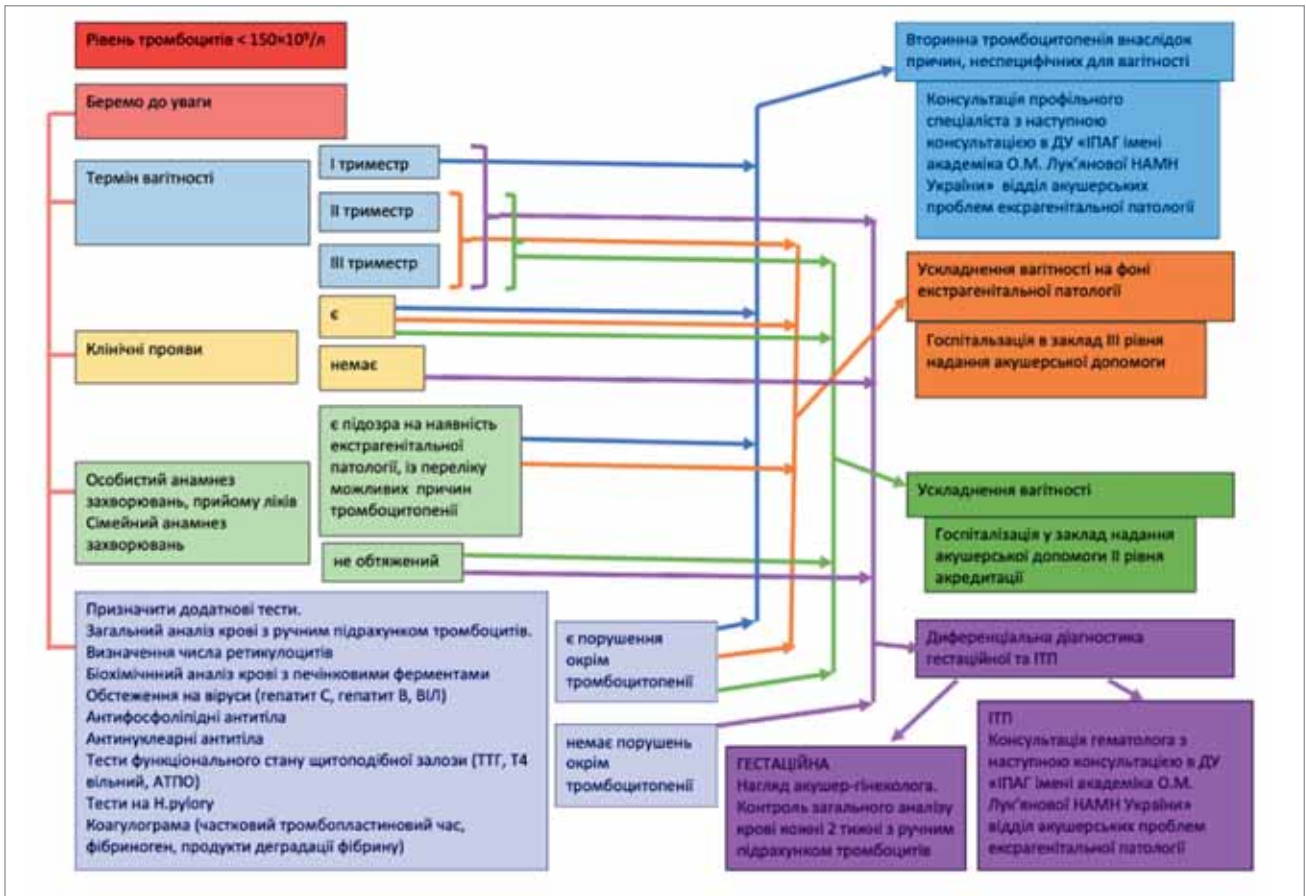 Рівень тромбоцитів < 150×10⁹/л
Беремо до уваги
Термін вагітності
І триместр
ІІ триместр
ІІІ триместр
Клінічні прояви
є
немає
Особистий анамнез
захворювань, прийому ліків
Сімейний анамнез
захворювань
є підозра на наявність
екстрагенітальної
патології, із переліку
можливих причин
тромбоцитопенії
не обтяжений
Призначити додаткові тести.
Загальний аналіз крові з ручним підрахунком тромбоцитів.
Визначення числа ретикулоцитів
Біохімічнний аналіз крові з печінковими ферментами
Обстеження на віруси (гепатит С, гепатит В, ВІЛ)
Антифосфоліпідні антитіла
Антинуклеарні антитіла
Тести функціонального стану щитоподібної залози (ТТГ, Т4
вільний, АТПО)
Тести на H.pylory
Коагулограма (частковий тромбопластиновий час,
фібриноген, продукти деградації фібрину)
є порушення
окрім
тромбоцитопенії
немає порушень
окрім
тромбоцитопенії
Вторинна тромбоцитопенія внаслідок
причин, неспецифічних для вагітності
Консультація профільного
спеціаліста з наступною
консультацією в ДУ «ІПАГ імені
академіка О.М. Лук'янової НАМН
України» відділ акушерських
проблем ексрагенітальної патології
Ускладнення вагітності на фоні
екстрагенітальної патології
Госпітальзація в заклад ІІІ рівня
надання акушерської допомоги
Ускладнення вагітності
Госпіталізація у заклад надання
акушерської допомоги ІІ рівня
акредитації
Диференціальна діагностика
гестаційної та ІТП
ГЕСТАЦІЙНА
Нагляд акушер-гінеколога.
Контроль загального аналізу
крові кожні 2 тижні з ручним
підрахунком тромбоцитів
ІТП
Консультація гематолога з
наступною консультацією в ДУ
«ІПАГ імені академіка О.М.
Лук'янової НАМН України»
відділ акушерських проблем
ексрагенітальної патології